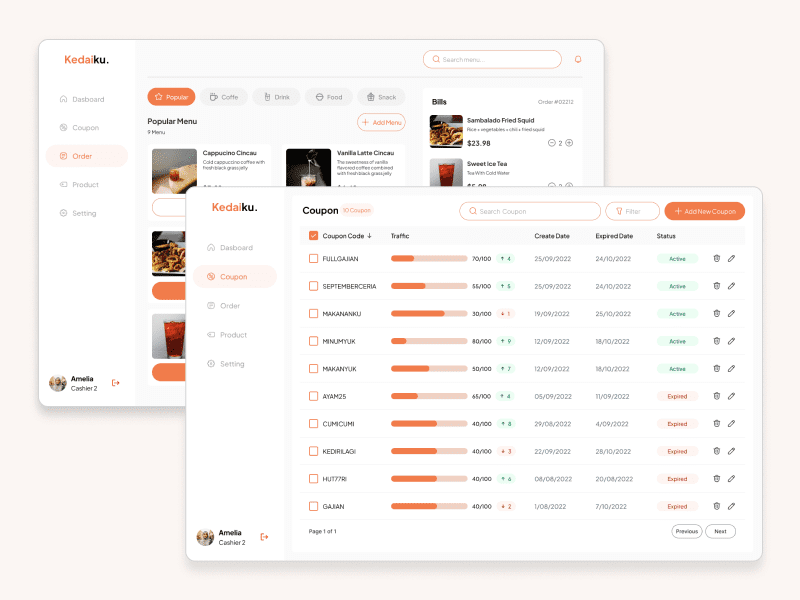 Kedaiku.
Search menu...
Dasboard
Coupon
Order
Product
Setting
Amelia
Cashier 2
Popular
Coffe
Drink
Food
Snack
Popular Menu
9 Menu
Add Menu
Cappucino Cincau
Cold cappuccino coffee with
fresh black grass jelly
Vanilla Latte Cincau
The sweetness of vanilla
flavored coffee combined
with fresh black grass jelly
Bills
Order #02212
Sambalado Fried Squid
Rice + vegetables + chili + fried squid
$23.98
2
Sweet Ice Tea
Tea With Cold Water
Kedaiku.
Dasboard
Coupon
Order
Product
Setting
Amelia
Cashier 2
Coupon 10 Coupon
Search Coupon
Filter
Add New Coupon
Coupon Code Traffic Create Date Expired Date Status
FULLGAJIAN 70/100 4 25/09/2022 24/10/2022 Active
SEPTEMBERCERIA 55/100 5 25/09/2022 24/10/2022 Active
MAKANANKU 30/100 1 19/09/2022 25/10/2022 Active
MINUMYUK 80/100 9 12/09/2022 18/10/2022 Active
MAKANYUK 50/100 7 12/09/2022 18/10/2022 Active
AYAM25 65/100 4 05/09/2022 11/09/2022 Expired
CUMICUMI 40/100 8 29/08/2022 4/09/2022 Expired
KEDIRILAGI 40/100 3 22/09/2022 28/10/2022 Expired
HUT77RI 40/100 6 08/08/2022 20/08/2022 Expired
GAJIAN 40/100 2 1/08/2022 7/10/2022 Expired
Page 1 of 1
Previous
Next